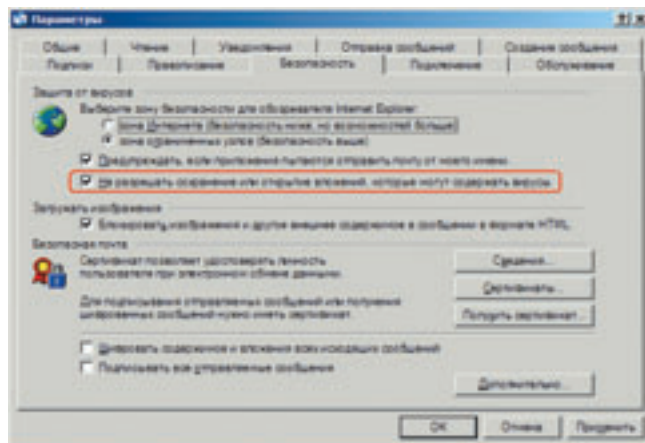 Параметры
Общие Чтение Уведомления Отправка сообщений Создание сообщения
Подписи Правописание Безопасность Подключение Обслуживание
Защита от вирусов
Выберите зону безопасности для обозревателя Internet Explorer:
зона Интернета (безопасность ниже, но возможностей больше)
зона ограниченных узлов (безопасность выше)
Предупреждать, если приложения пытаются отправить почту от моего имени.
Не разрешать сохранение или открытие вложений, которые могут содержать вирусы.
Загружать изображения
Блокировать изображения и другое внешнее содержимое в сообщении в формате HTML.
Безопасная почта
Сертификат позволяет удостоверять личность
пользователя при электронном обмене данными.
Сведения...
Сертификаты...
Для подписывания отправляемых сообщений или получения
шифрованных сообщений нужно иметь сертификат.
Получить сертификат...
Шифровать содержимое и вложения всех исходящих сообщений
Подписывать все отправляемые сообщения
Дополнительно...
OK Отмена Применить